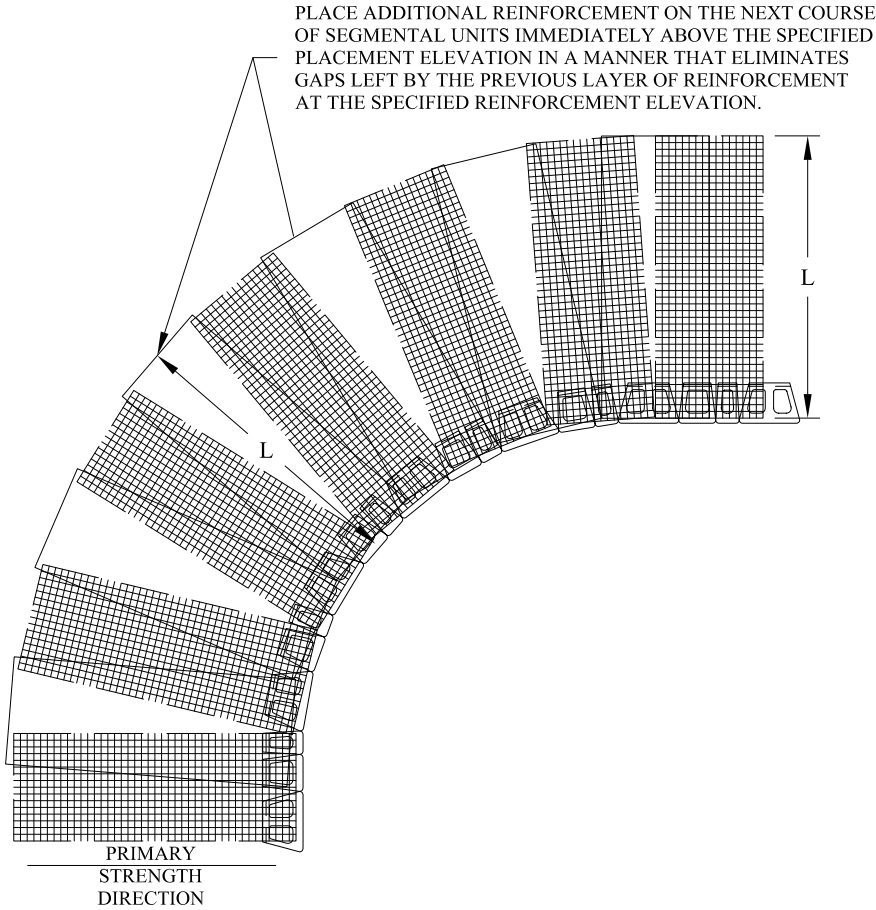 PLACE ADDITIONAL REINFORCEMENT ON THE NEXT COURSE
OF SEGMENTAL UNITS IMMEDIATELY ABOVE THE SPECIFIED
PLACEMENT ELEVATION IN A MANNER THAT ELIMINATES
GAPS LEFT BY THE PREVIOUS LAYER OF REINFORCEMENT
AT THE SPECIFIED REINFORCEMENT ELEVATION.
L
L
PRIMARY
STRENGTH
DIRECTION